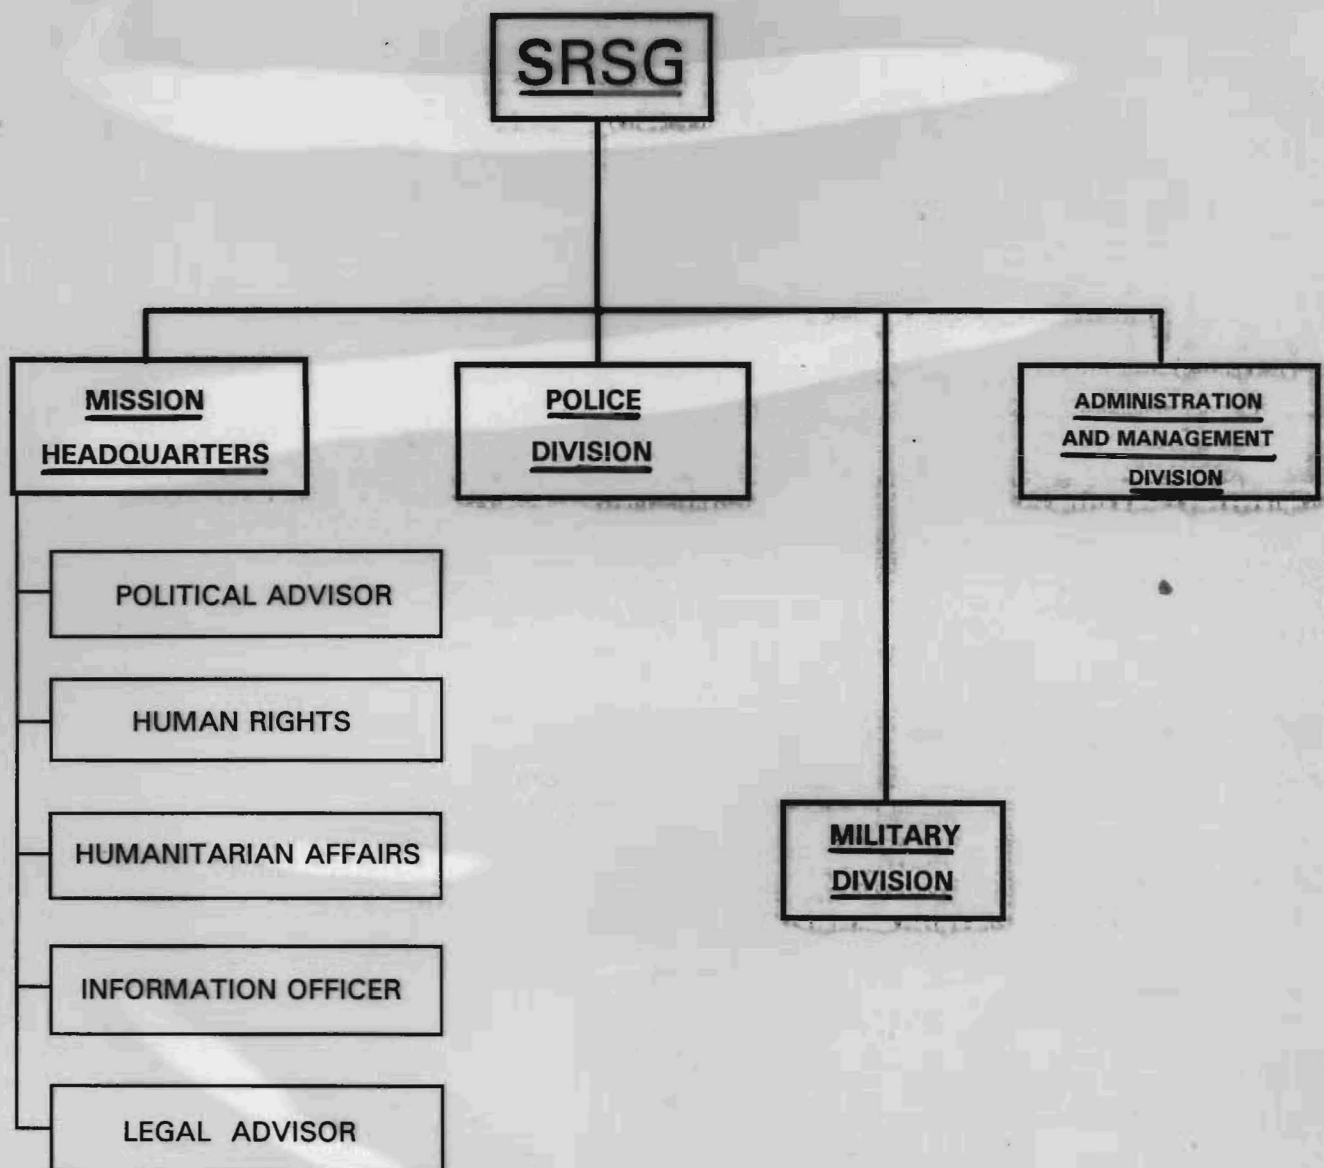 SRSG
MISSION
HEADQUARTERS
POLICE
DIVISION
ADMINISTRATION
AND MANAGEMENT
DIVISION
POLITICAL ADVISOR
HUMAN RIGHTS
HUMANITARIAN AFFAIRS
INFORMATION OFFICER
LEGAL ADVISOR
MILITARY
DIVISION